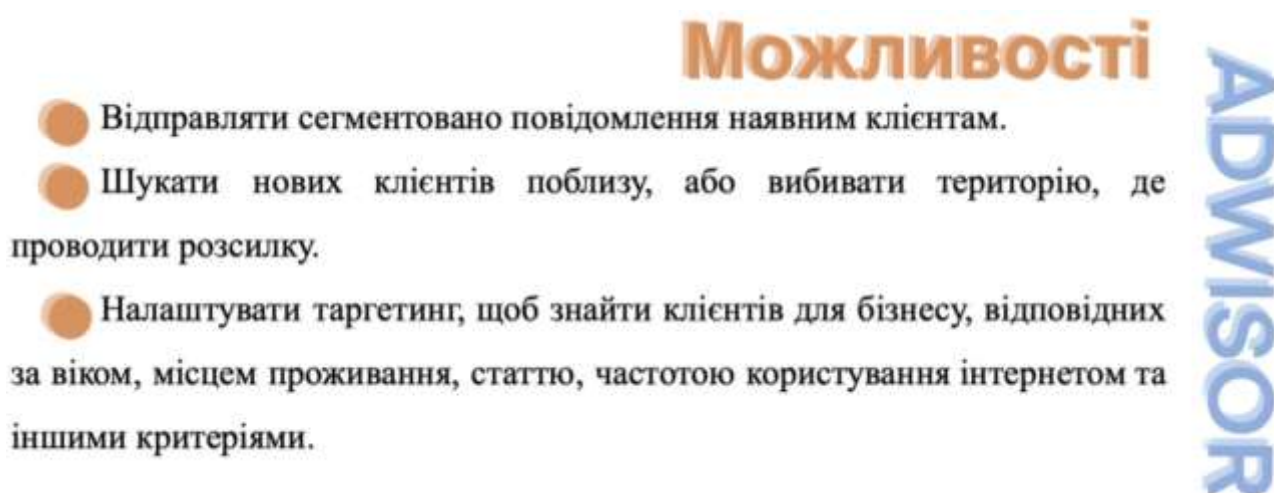 Можливості
Відправляти сегментовано повідомлення наявним клієнтам.
Шукати нових клієнтів поблизу, або вибивати територію, де
проводити розсилку.
Налаштувати таргетинг, щоб знайти клієнтів для бізнесу, відповідних
за віком, місцем проживання, статтю, частотою користування інтернетом та
іншими критеріями.
ADWISOR